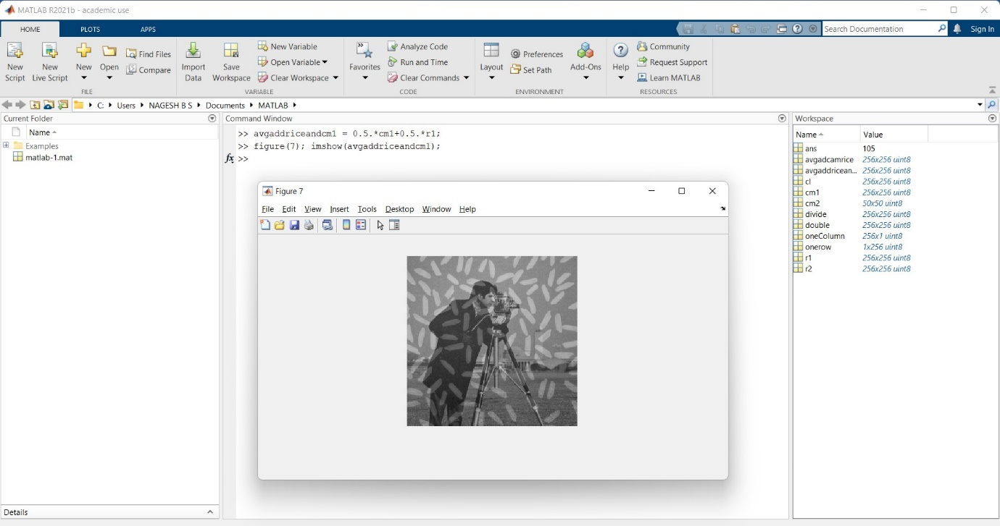 MATLAB R2021b - academic use
HOME PLOTS APPS
Search Documentation
Sign In
New Script
New Live Script
New
Open
Find Files
Compare
FILE
Import Data
Save Workspace
New Variable
Open Variable
Clear Workspace
VARIABLE
Favorites
Analyze Code
Run and Time
Clear Commands
CODE
Layout
Preferences
Set Path
Add-Ons
ENVIRONMENT
Help
Community
Request Support
Learn MATLAB
RESOURCES
C: Users NAGESH B S Documents MATLAB
Current Folder
Name
Examples
matlab-1.mat
Details
Command Window
>> avgaddriceandcm1 = 0.5.*cm1+0.5.*r1;
>> figure(7); imshow(avgaddriceandcm1);
fx >>
Figure 7
File Edit View Insert Tools Desktop Window Help
Workspace
Name Value
ans 105
avgadcamrice 256x256 uint8
avgaddricean... 256x256 uint8
cl 256x256 uint8
cm1 256x256 uint8
cm2 50x50 uint8
divide 256x256 uint8
double 256x256 uint8
oneColumn 256x1 uint8
onerow 1x256 uint8
r1 256x256 uint8
r2 256x256 uint8